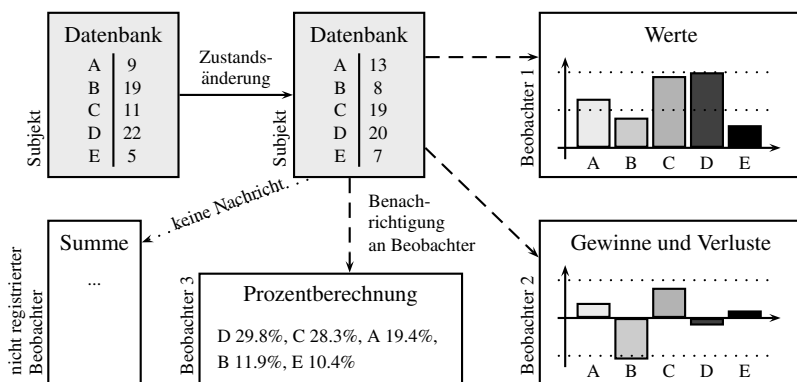 Datenbank
A 9
B 19
C 11
D 22
E 5
Subjekt
Zustands-
änderung
Datenbank
A 13
B 8
C 19
D 20
E 7
Subjekt
Werte
A B C D E
Beobachter 1
keine Nachricht
Benach-
richtigung
an Beobachter
Summe
...
nicht registrierter
Beobachter
Prozentberechnung
D 29.8%, C 28.3%, A 19.4%,
B 11.9%, E 10.4%
Beobachter 3
Gewinne und Verluste
A B C D E
Beobachter 2